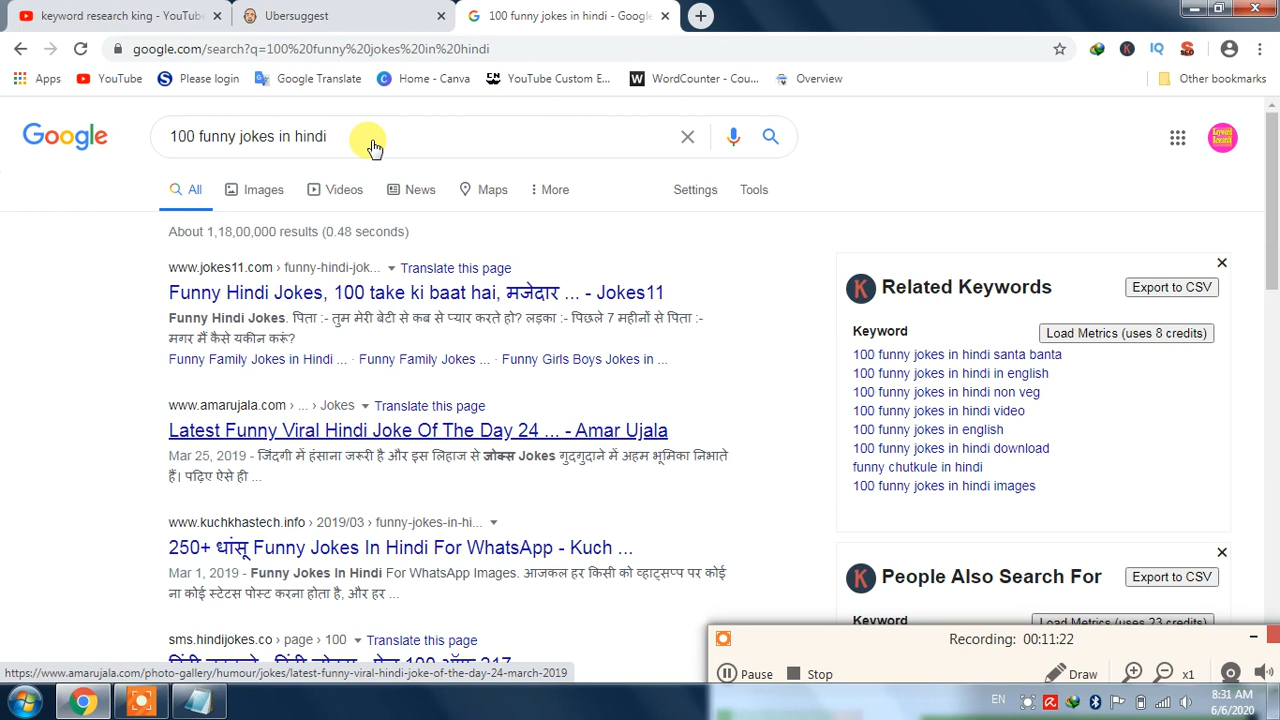 keyword research king - YouTube
Ubersuggest
100 funny jokes in hindi - Google
google.com/search?q=100%20funny%20jokes%20in%20hindi
Apps YouTube Please login Google Translate Home - Canva YouTube Custom E... WordCounter - Cou... Overview Other bookmarks
Google
100 funny jokes in hindi
All Images Videos News Maps More Settings Tools
About 1,18,00,000 results (0.48 seconds)
www.jokes11.com › funny-hindi-jok... Translate this page
Funny Hindi Jokes, 100 take ki baat hai, मजेदार ... - Jokes11
Funny Hindi Jokes. पिता :- तुम मेरी बेटी से कब से प्यार करते हो? लड़का :- पिछले 7 महीनों से पिता :-
मगर मैं कैसे यकीन करूं?
Funny Family Jokes in Hindi ... · Funny Family Jokes ... · Funny Girls Boys Jokes in ...
www.amarujala.com › ... › Jokes Translate this page
Latest Funny Viral Hindi Joke Of The Day 24 ... - Amar Ujala
Mar 25, 2019 - जिंदगी में हंसाना जरूरी है और इस लिहाज से जोक्स Jokes गुदगुदाने में अहम भूमिका निभाते
हैं। पढ़िए ऐसे ही ...
www.kuchkhastech.info › 2019/03 › funny-jokes-in-hi...
250+ धांसू Funny Jokes In Hindi For WhatsApp - Kuch ...
Mar 1, 2019 - Funny Jokes In Hindi For WhatsApp Images. आजकल हर किसी को व्हाट्सप्प पर कोई
ना कोई स्टेटस पोस्ट करना होता है, और हर ...
sms.hindijokes.co › page › 100 Translate this page
Related Keywords Export to CSV
Keyword Load Metrics (uses 8 credits)
100 funny jokes in hindi santa banta
100 funny jokes in hindi in english
100 funny jokes in hindi non veg
100 funny jokes in hindi video
100 funny jokes in english
100 funny jokes in hindi download
funny chutkule in hindi
100 funny jokes in hindi images
People Also Search For Export to CSV
Keyword Load Metrics (uses 23 credits)
Recording: 00:11:22
Pause Stop Draw x1
https://www.amarujala.com/photo-gallery/humour/jokes/latest-funny-viral-hindi-joke-of-the-day-24-march-2019
EN
8:31 AM
6/6/2020